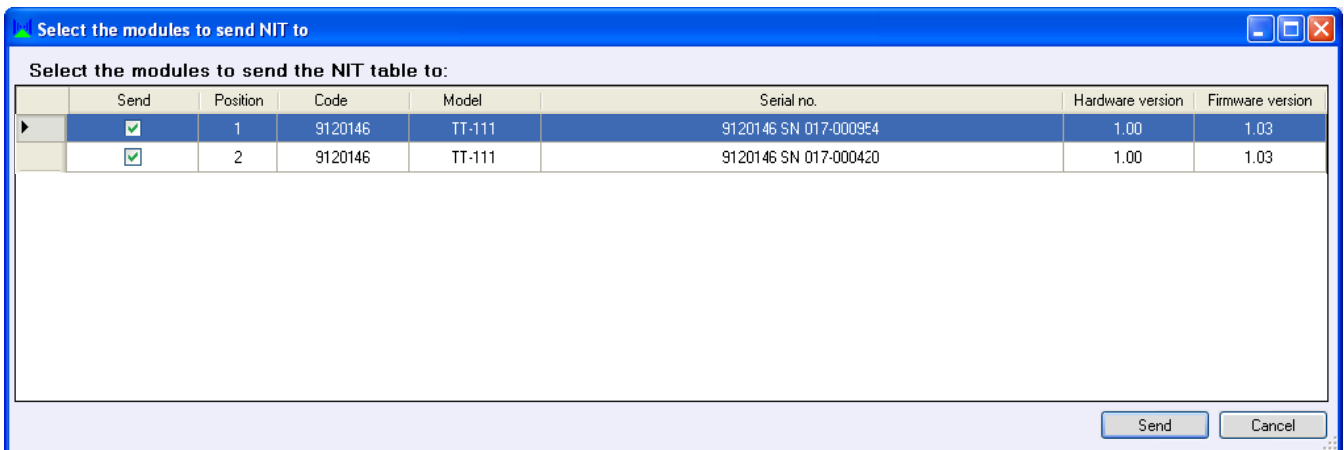 Select the modules to send NIT to
Select the modules to send the NIT table to:
Send Position Code Model Serial no. Hardware version Firmware version
1 9120146 TT-111 9120146 SN 017-000954 1.00 1.03
2 9120146 TT-111 9120146 SN 017-000420 1.00 1.03
Send Cancel